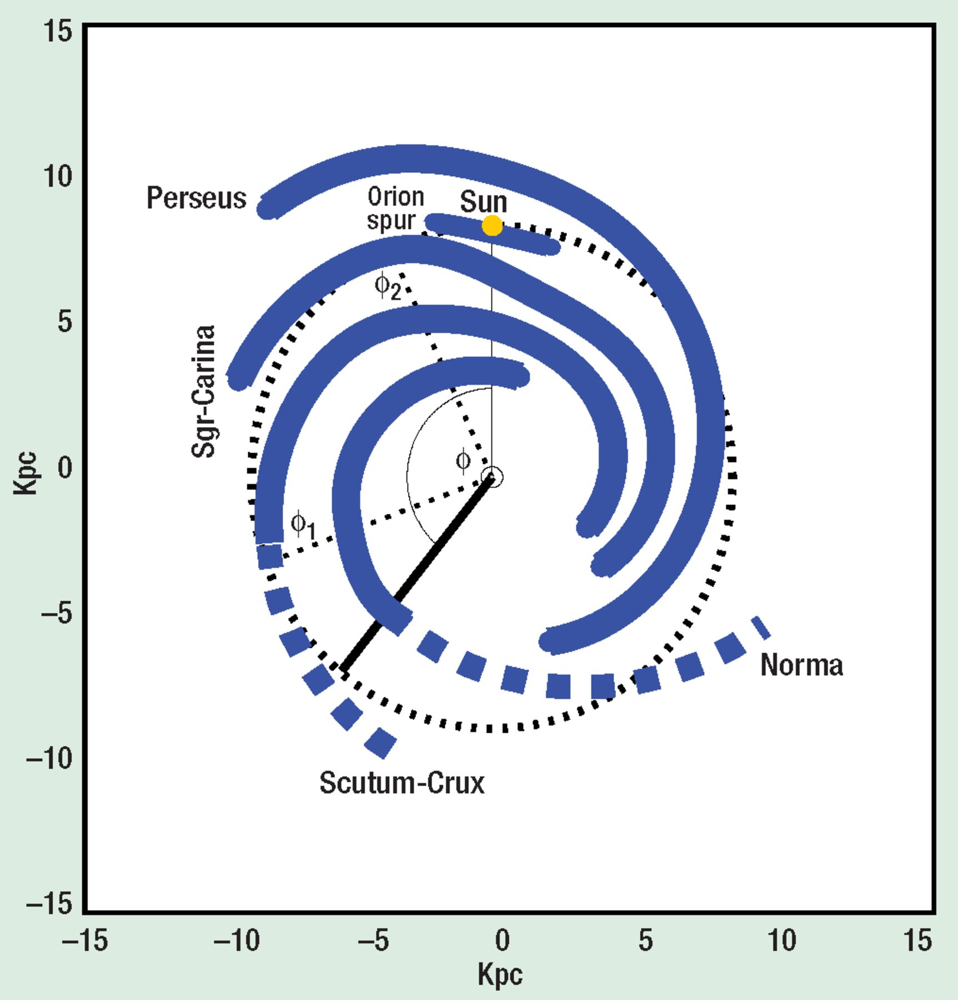 15
10
5
0
–5
–10
–15
Kpc
Perseus
Orion
spur
Sun
Sgr-Carina
ϕ2
ϕ
ϕ1
Norma
Scutum-Crux
–15
–10
–5
0
5
10
15
Kpc